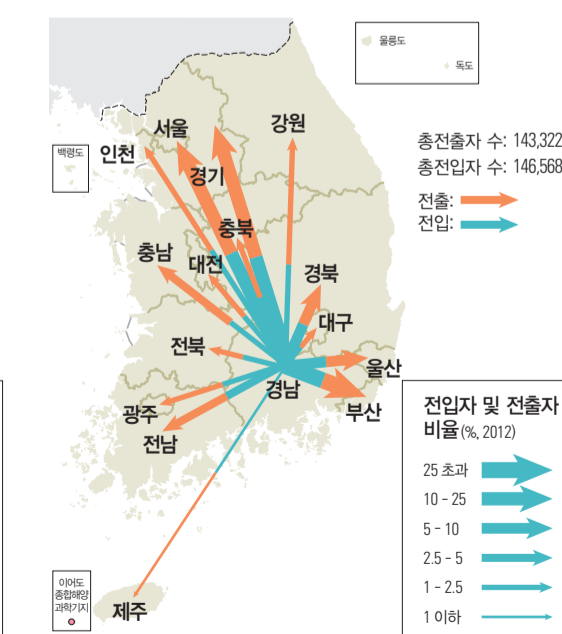 울릉도
독도
백령도
서울
인천
강원
경기
총전출자 수: 143,322
총전입자 수: 146,568
전출:
전입:
충북
충남
대전
경북
대구
전북
울산
경남
광주
부산
전남
전입자 및 전출자
비율(%, 2012)
25 초과
10 - 25
5 - 10
2.5 - 5
1 - 2.5
1 이하
이어도
종합해양
과학기지
제주